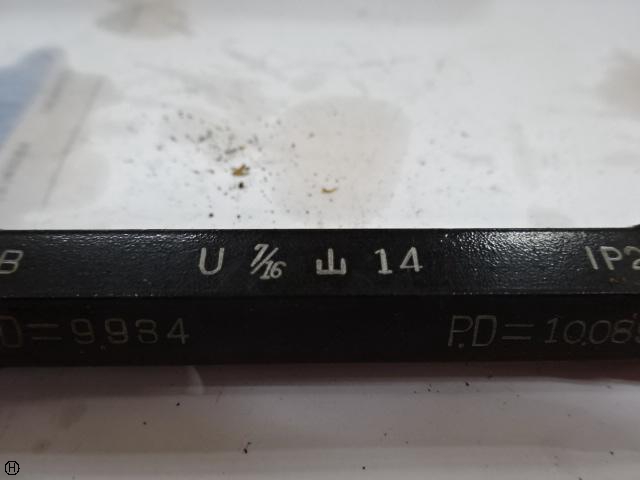 B U 7/16 山 14 IP2
D=9.934 P.D=10.08
Ⓗ